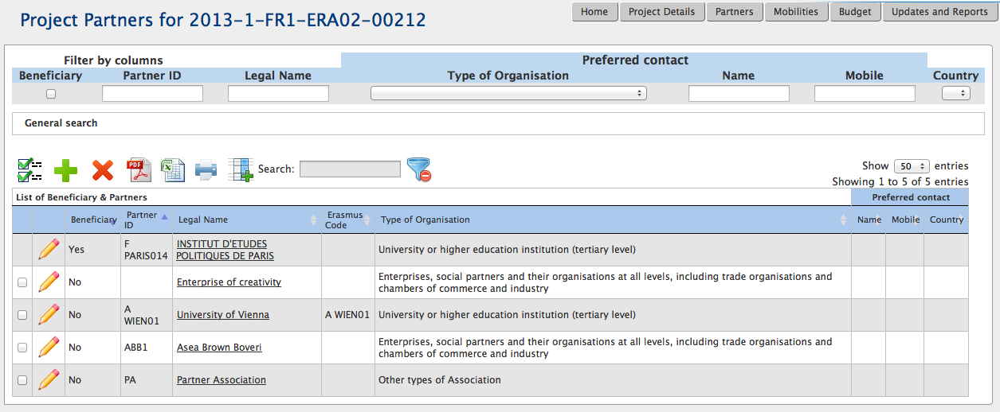 Project Partners for 2013-1-FR1-ERA02-00212
Home Project Details Partners Mobilities Budget Updates and Reports
Filter by columns Preferred contact
Beneficiary Partner ID Legal Name Type of Organisation Name Mobile Country
General search
PDF
Search:
Show 50 entries
Showing 1 to 5 of 5 entries
List of Beneficiary & Partners Preferred contact
Beneficiary Partner ID Legal Name Erasmus Code Type of Organisation Name Mobile Country
Yes F PARIS014 INSTITUT D'ETUDES POLITIQUES DE PARIS University or higher education institution (tertiary level)
No Enterprise of creativity Enterprises, social partners and their organisations at all levels, including trade organisations and
chambers of commerce and industry
No A WIEN01 University of Vienna A WIEN01 University or higher education institution (tertiary level)
No ABB1 Asea Brown Boveri Enterprises, social partners and their organisations at all levels, including trade organisations and
chambers of commerce and industry
No PA Partner Association Other types of Association